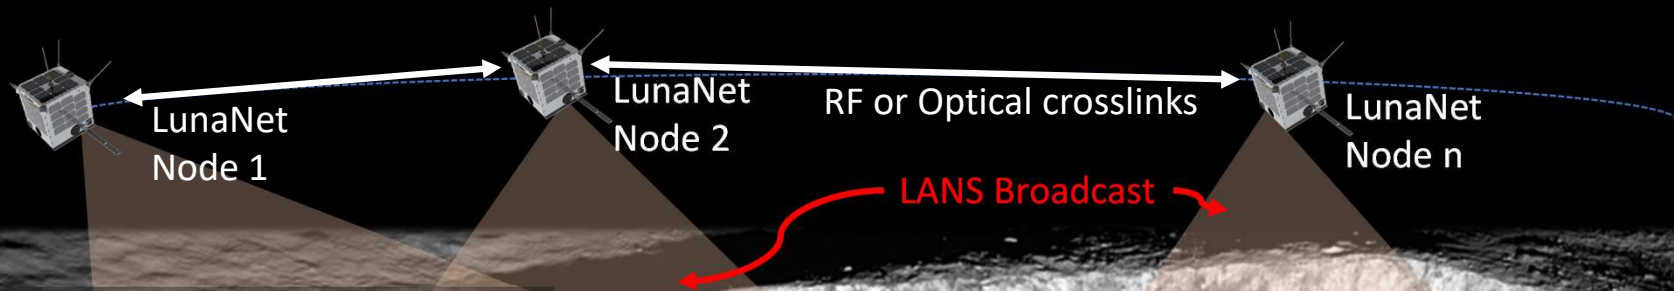 LunaNet
Node 1
LunaNet
Node 2
RF or Optical crosslinks
LunaNet
Node n
LANS Broadcast